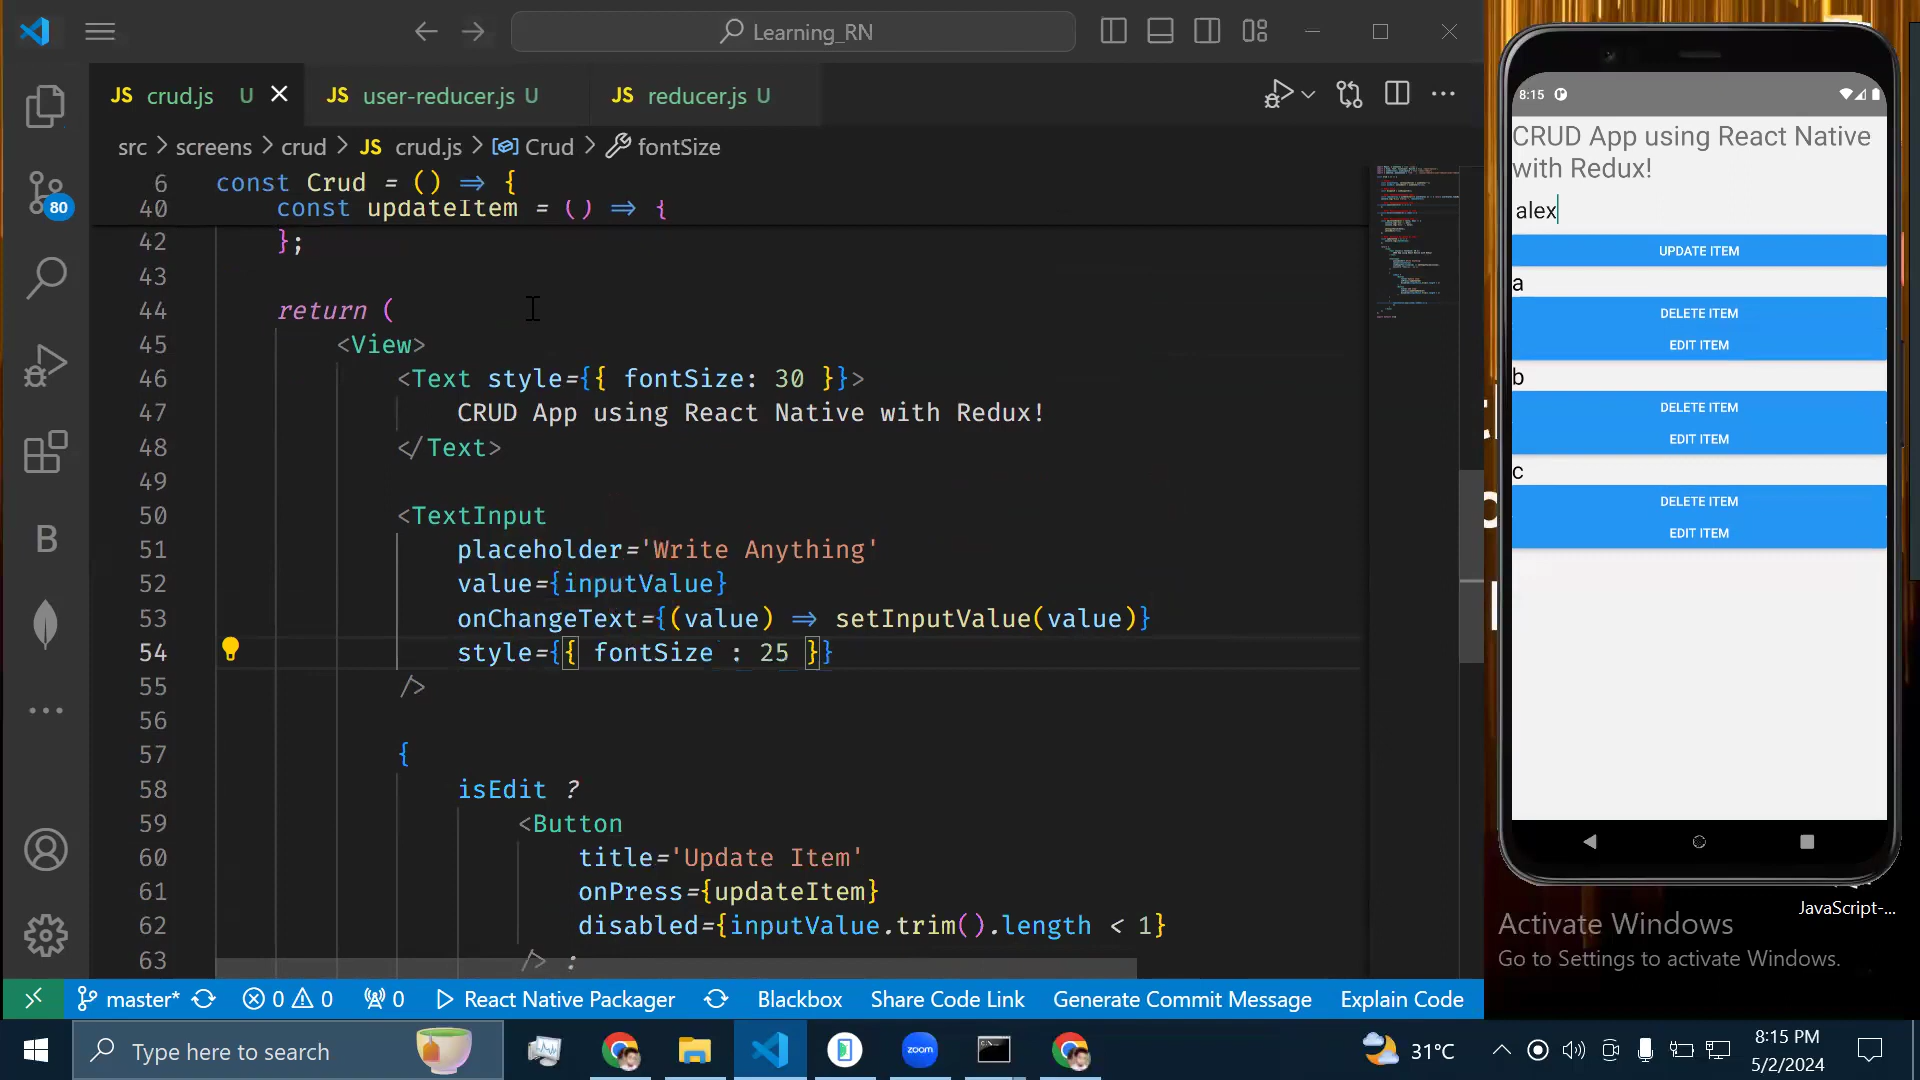 Learning_RN
JS crud.js U
JS user-reducer.js U
JS reducer.js U
src > screens > crud > JS crud.js > Crud > fontSize
6 const Crud = () => {
40 const updateItem = () => {
42 };
43
44 return (
45 <View>
46 <Text style={{ fontSize: 30 }}>
47 CRUD App using React Native with Redux!
48 </Text>
49
50 <TextInput
51 placeholder='Write Anything'
52 value={inputValue}
53 onChangeText={(value) => setInputValue(value)}
54 style={{ fontSize : 25 }}
55 />
56
57 {
58 isEdit ?
59 <Button
60 title='Update Item'
61 onPress={updateItem}
62 disabled={inputValue.trim().length < 1}
63 /> :
80
B
master* 0 0 0 React Native Packager Blackbox Share Code Link Generate Commit Message Explain Code
8:15
CRUD App using React Native
with Redux!
alex
UPDATE ITEM
a
DELETE ITEM
EDIT ITEM
b
DELETE ITEM
EDIT ITEM
c
DELETE ITEM
EDIT ITEM
JavaScript-...
Activate Windows
Go to Settings to activate Windows.
Type here to search
zoom
31°C
8:15 PM
5/2/2024